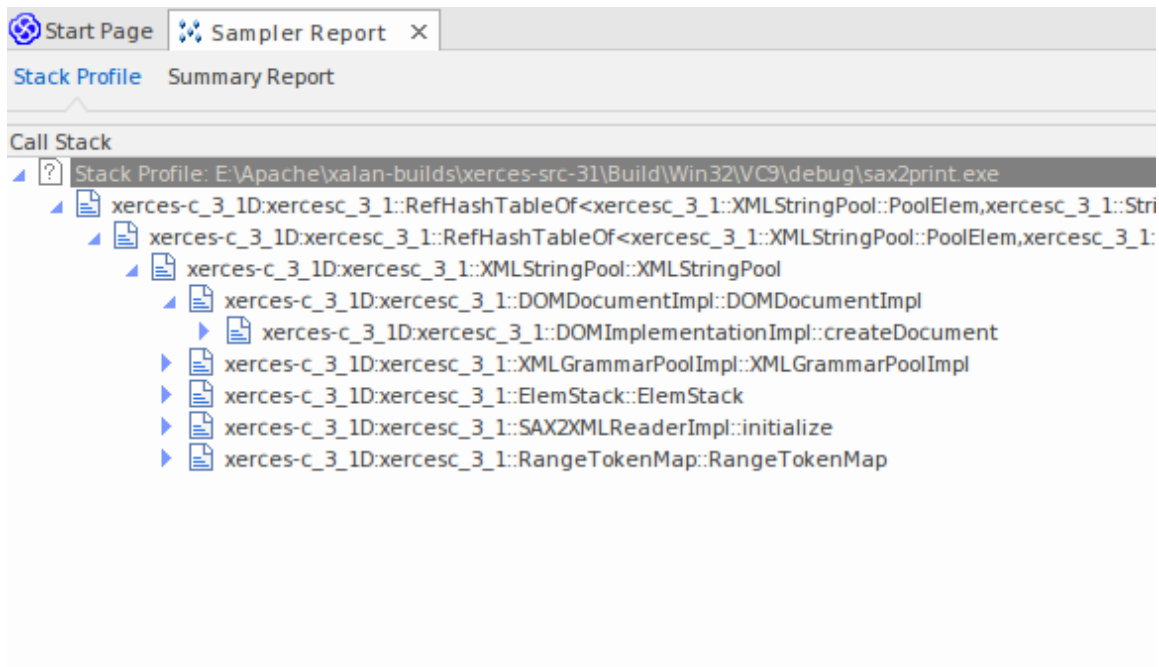 Start Page Sampler Report ×
Stack Profile Summary Report
Call Stack
Stack Profile: E:\Apache\xalan-builds\xerces-src-31\Build\Win32\VC9\debug\sax2print.exe
xerces-c_3_1D:xercesc_3_1::RefHashTableOf<xercesc_3_1::XMLStringPool::PoolElem,xercesc_3_1::Stri
xerces-c_3_1D:xercesc_3_1::RefHashTableOf<xercesc_3_1::XMLStringPool::PoolElem,xercesc_3_1:
xerces-c_3_1D:xercesc_3_1::XMLStringPool::XMLStringPool
xerces-c_3_1D:xercesc_3_1::DOMDocumentImpl::DOMDocumentImpl
xerces-c_3_1D:xercesc_3_1::DOMImplementationImpl::createDocument
xerces-c_3_1D:xercesc_3_1::XMLGrammarPoolImpl::XMLGrammarPoolImpl
xerces-c_3_1D:xercesc_3_1::ElemStack::ElemStack
xerces-c_3_1D:xercesc_3_1::SAX2XMLReaderImpl::initialize
xerces-c_3_1D:xercesc_3_1::RangeTokenMap::RangeTokenMap